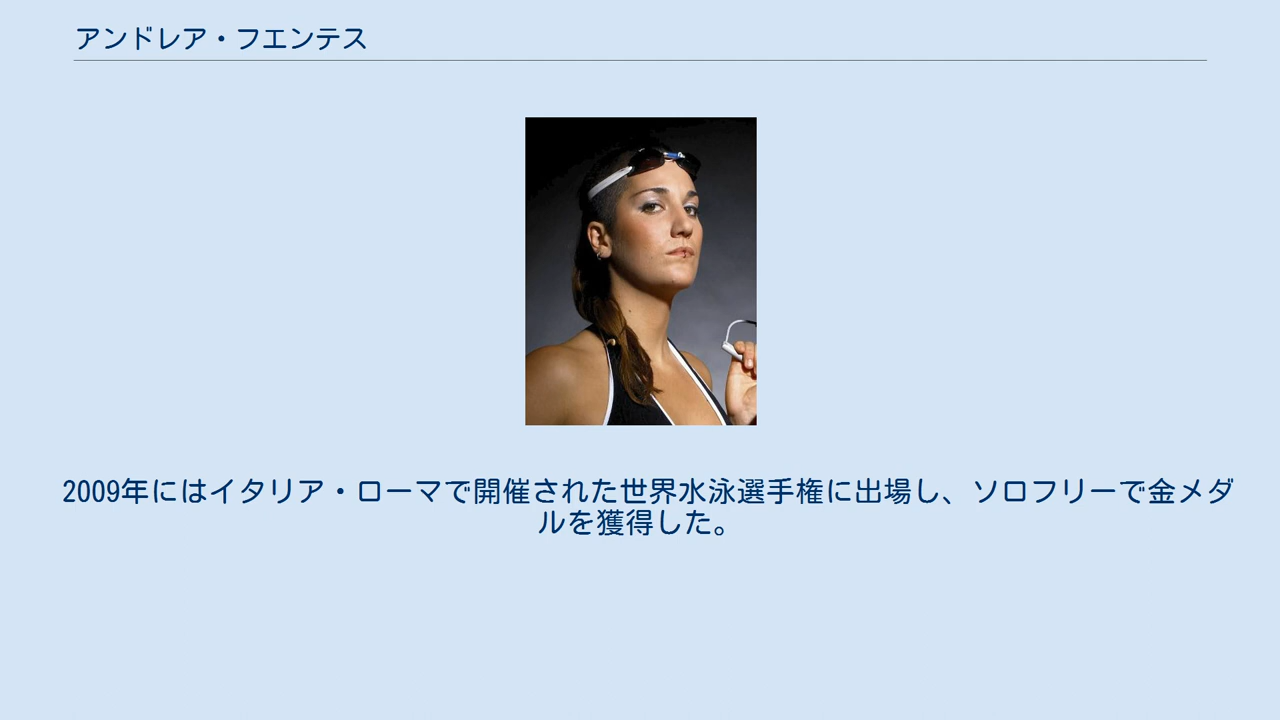 アンドレア・フエンテス
2009年にはイタリア・ローマで開催された世界水泳選手権に出場し、ソロフリーで金メダ
ルを獲得した。